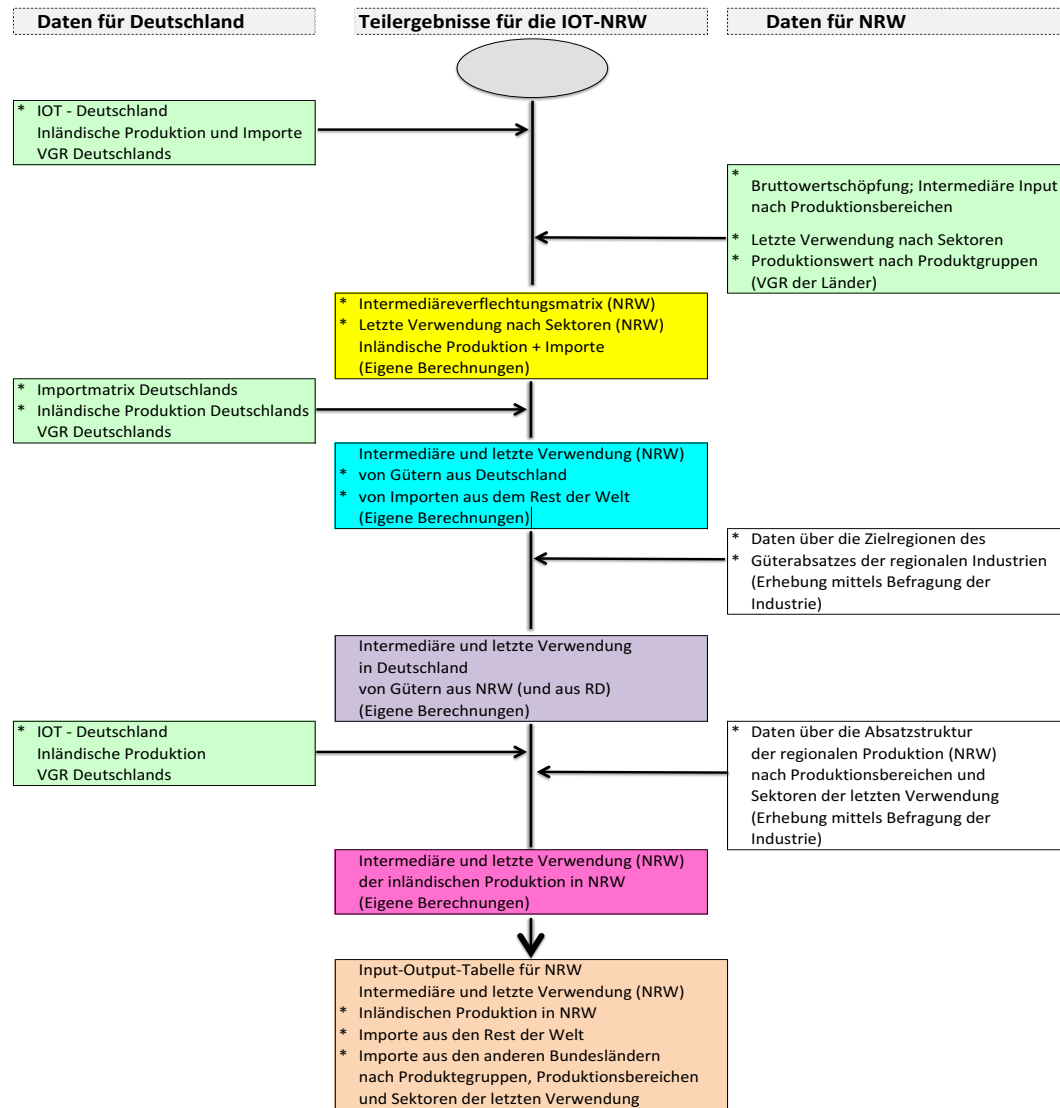 Daten für Deutschland
Teilergebnisse für die IOT-NRW
Daten für NRW
* IOT - Deutschland
Inländische Produktion und Importe
VGR Deutschlands
*
Bruttowertschöpfung; Intermediäre Input
nach Produktionsbereichen
* Letzte Verwendung nach Sektoren
* Produktionswert nach Produktgruppen
(VGR der Länder)
* Intermediäreverflechtungsmatrix (NRW)
* Letzte Verwendung nach Sektoren (NRW)
Inländische Produktion + Importe
(Eigene Berechnungen)
* Importmatrix Deutschlands
* Inländische Produktion Deutschlands
VGR Deutschlands
Intermediäre und letzte Verwendung (NRW)
* von Gütern aus Deutschland
* von Importen aus dem Rest der Welt
(Eigene Berechnungen)
* Daten über die Zielregionen des
* Güterabsatzes der regionalen Industrien
(Erhebung mittels Befragung der
Industrie)
Intermediäre und letzte Verwendung
in Deutschland
von Gütern aus NRW (und aus RD)
(Eigene Berechnungen)
* IOT - Deutschland
Inländische Produktion
VGR Deutschlands
* Daten über die Absatzstruktur
der regionalen Produktion (NRW)
nach Produktionsbereichen und
Sektoren der letzten Verwendung
(Erhebung mittels Befragung der
Industrie)
Intermediäre und letzte Verwendung (NRW)
der inländischen Produktion in NRW
(Eigene Berechnungen)
Input-Output-Tabelle für NRW
Intermediäre und letzte Verwendung (NRW)
* Inländischen Produktion in NRW
* Importe aus den Rest der Welt
* Importe aus den anderen Bundesländern
nach Produktegruppen, Produktionsbereichen
und Sektoren der letzten Verwendung